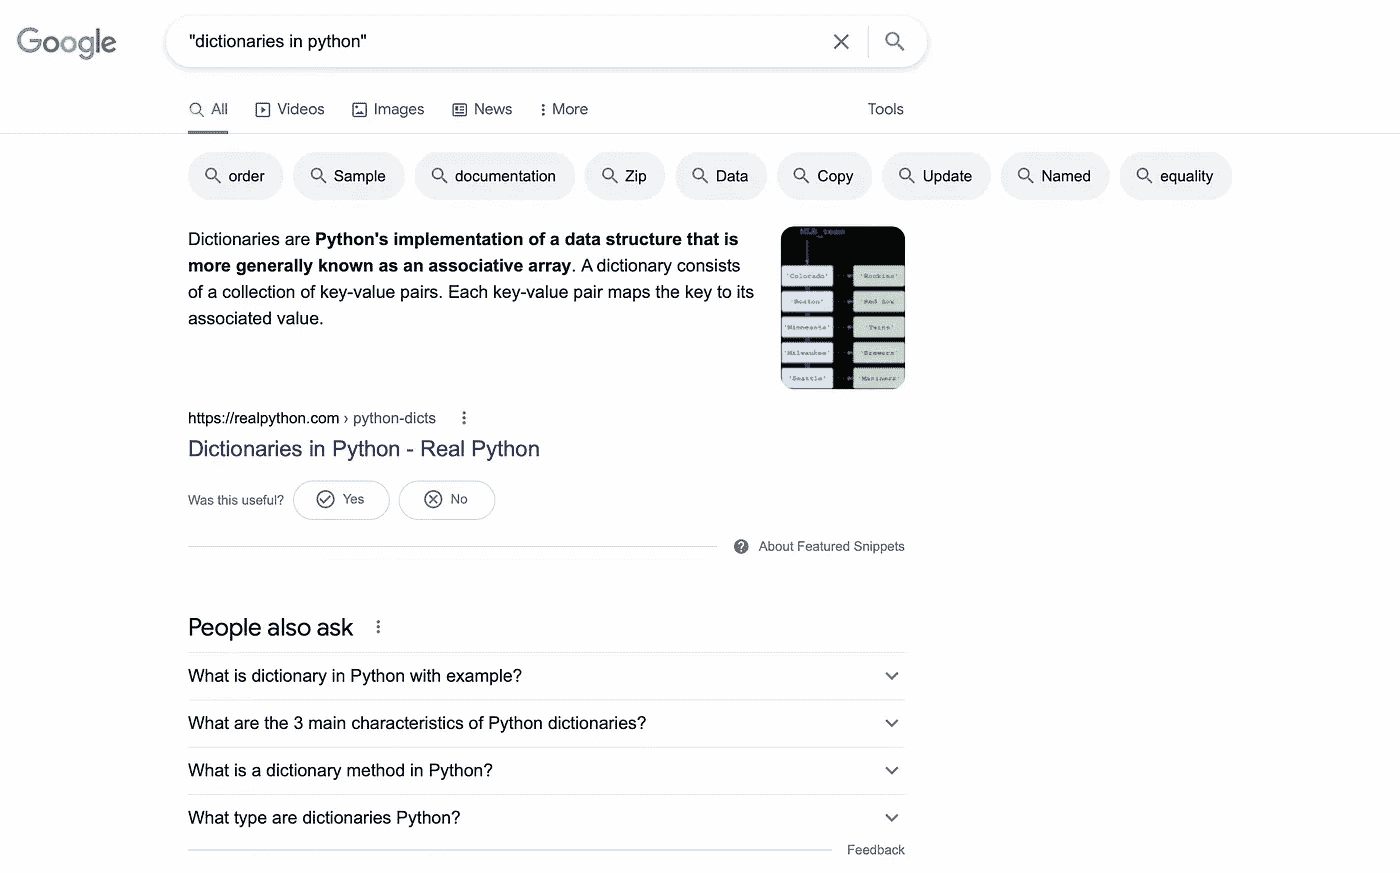 Google
"dictionaries in python"
All Videos Images News More Tools
order Sample documentation Zip Data Copy Update Named equality
Dictionaries are Python's implementation of a data structure that is
more generally known as an associative array. A dictionary consists
of a collection of key-value pairs. Each key-value pair maps the key to its
associated value.
MLB_team
'Colorado' 'Rockies'
'Boston' 'Red Sox'
'Minnesota' 'Twins'
'Milwaukee' 'Brewers'
'Seattle' 'Mariners'
https://realpython.com › python-dicts
Dictionaries in Python - Real Python
Was this useful? Yes No
About Featured Snippets
People also ask
What is dictionary in Python with example?
What are the 3 main characteristics of Python dictionaries?
What is a dictionary method in Python?
What type are dictionaries Python?
Feedback